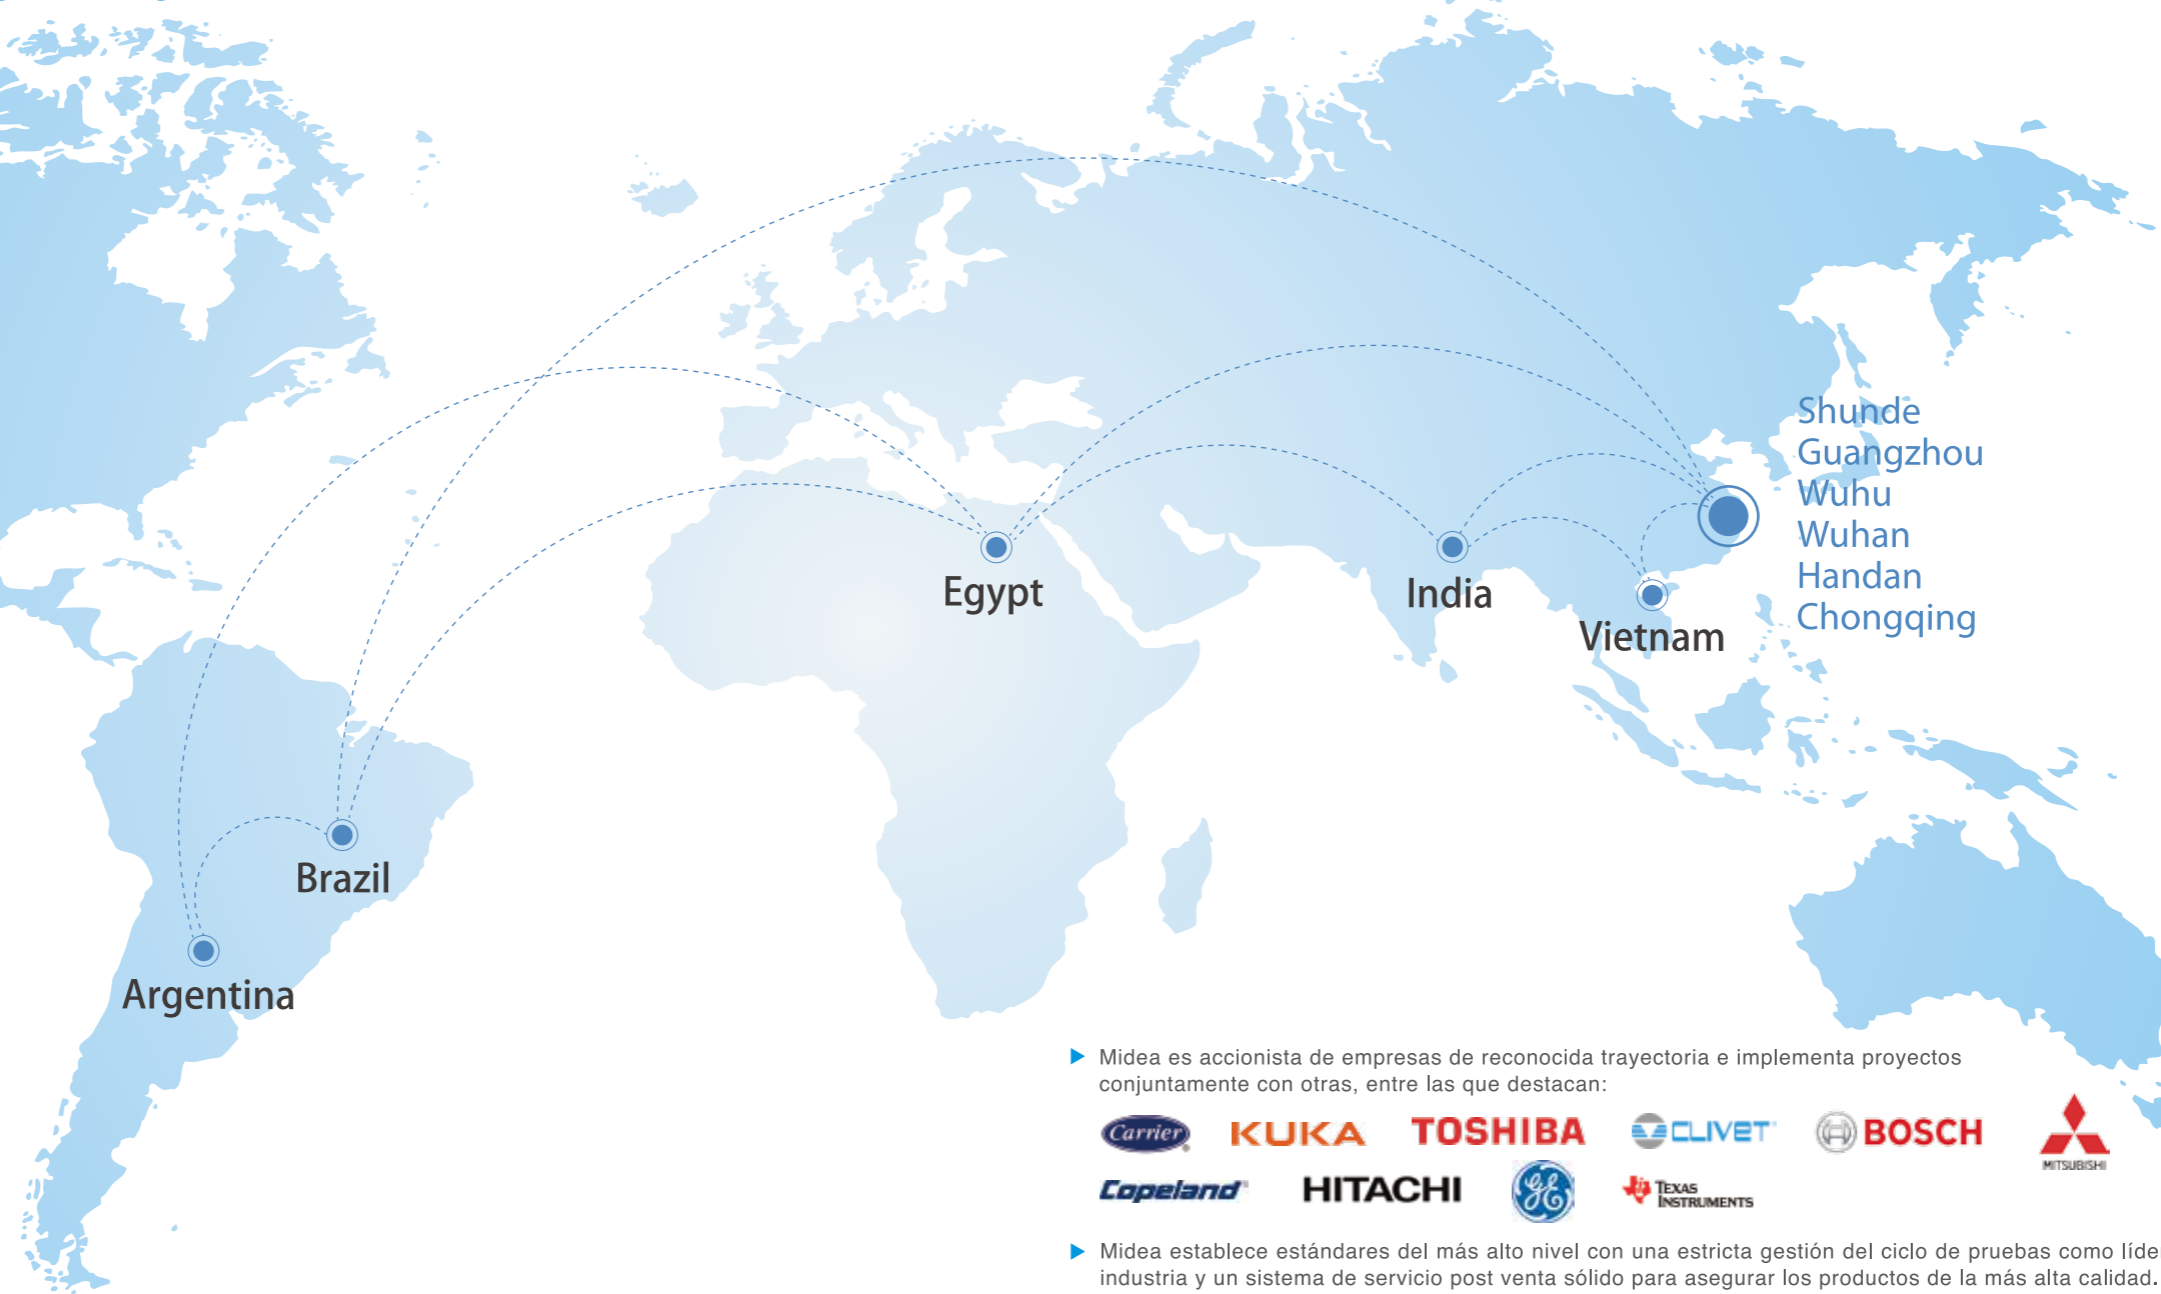 Shunde
Guangzhou
Wuhu
Wuhan
Handan
Chongqing
Egypt
India
Vietnam
Brazil
Argentina
Midea es accionista de empresas de reconocida trayectoria e implementa proyectos
conjuntamente con otras, entre las que destacan:
Carrier KUKA TOSHIBA CLIVET BOSCH MITSUBISHI
Copeland HITACHI GE TEXAS INSTRUMENTS
Midea establece estándares del más alto nivel con una estricta gestión del ciclo de pruebas como líde
industria y un sistema de servicio post venta sólido para asegurar los productos de la más alta calidad.